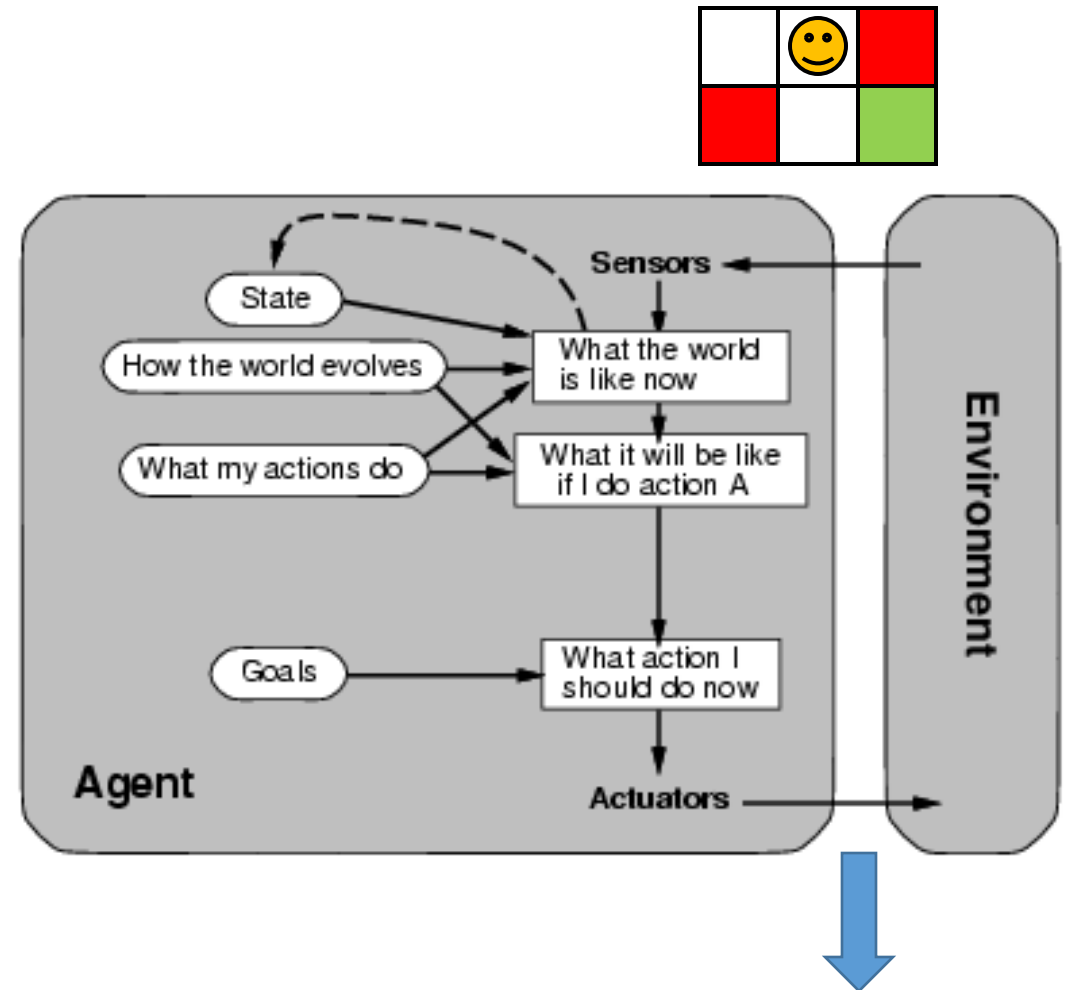 Sensors
State
What the world
is like now
How the world evolves
What it will be like
if I do action A
What my actions do
Environment
What action I
should do now
Goals
Agent
Actuators